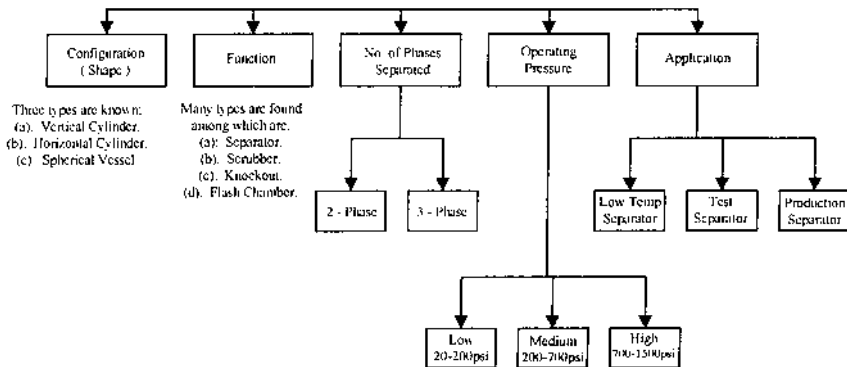 Configuration
( Shape )
Function
No. of Phases
Separated
Operating
Pressure
Application
Three types are known:
(a). Vertical Cylinder.
(b). Horizontal Cylinder.
(c) Spherical Vessel
Many types are found
among which are.
(a): Separator.
(b). Scrubber.
(c). Knockout.
(d). Flash Chamber.
2 - Phase
3 - Phase
Low Temp
Separator
Test
Separator
Production
Separator
Low
20-200psi
Medium
200-700psi
High
700-1500psi